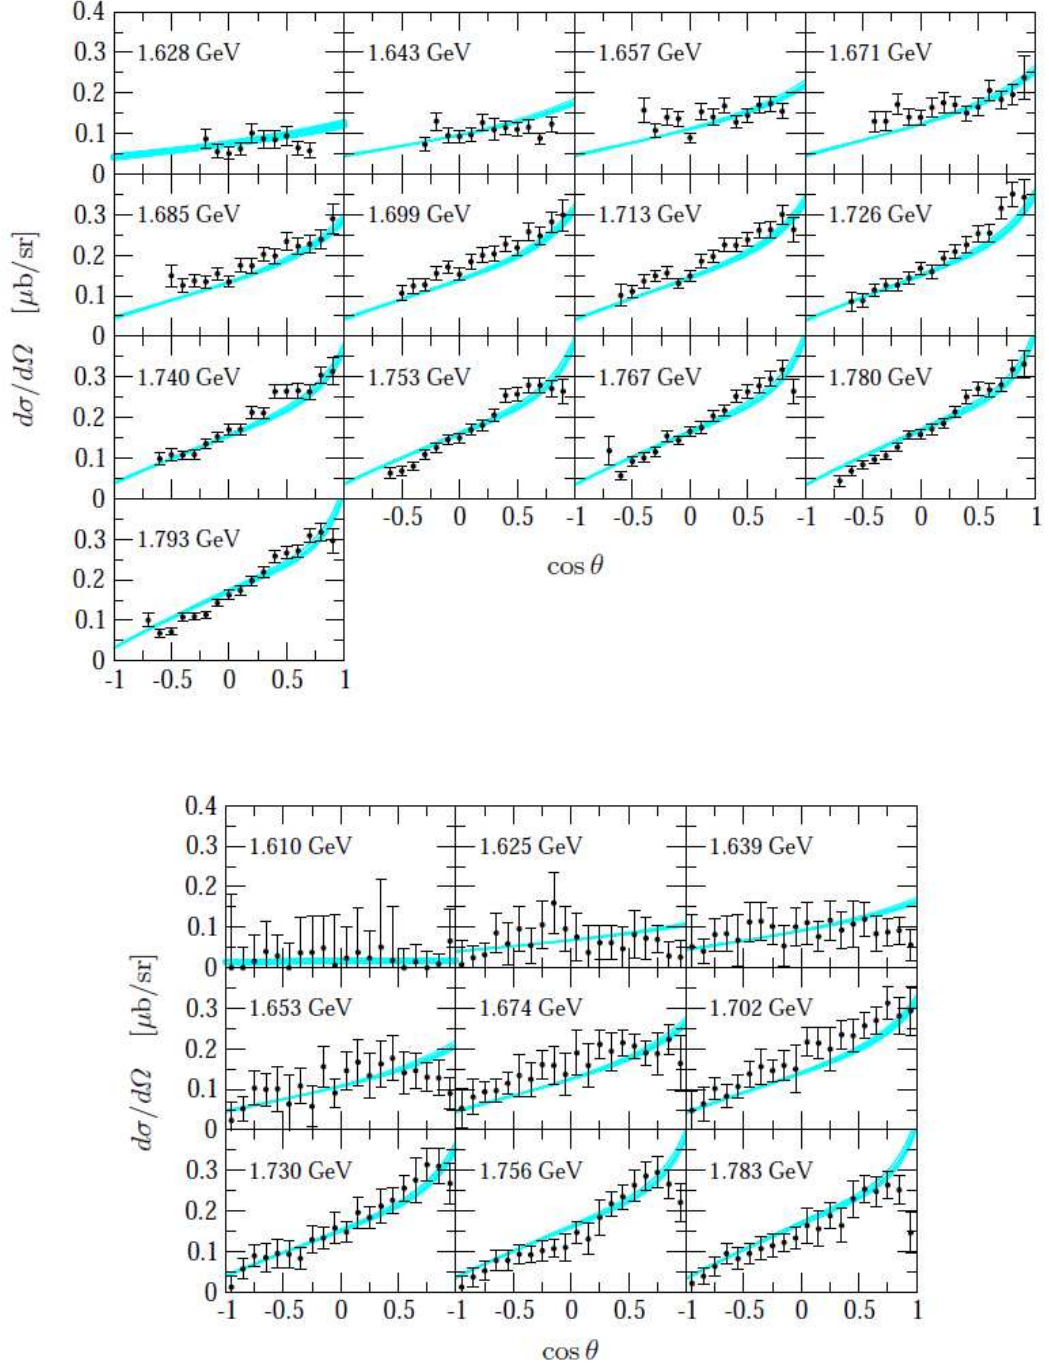 0.4
1.628 GeV 1.643 GeV 1.657 GeV 1.671 GeV
0.3
0.2
0.1
0
1.685 GeV 1.699 GeV 1.713 GeV 1.726 GeV
0.3
0.2
0.1
0
dσ/dΩ [μb/sr]
1.740 GeV 1.753 GeV 1.767 GeV 1.780 GeV
0.3
0.2
0.1
0
-0.5 0 0.5 -1 -0.5 0 0.5 -1 -0.5 0 0.5 1
cos θ
1.793 GeV
0.3
0.2
0.1
0
-1 -0.5 0 0.5 1
0.4
1.610 GeV 1.625 GeV 1.639 GeV
0.3
0.2
0.1
0
1.653 GeV 1.674 GeV 1.702 GeV
0.3
0.2
0.1
0
dσ/dΩ [μb/sr]
1.730 GeV 1.756 GeV 1.783 GeV
0.3
0.2
0.1
0
-1 -0.5 0 0.5 -1 -0.5 0 0.5 -1 -0.5 0 0.5 1
cos θ